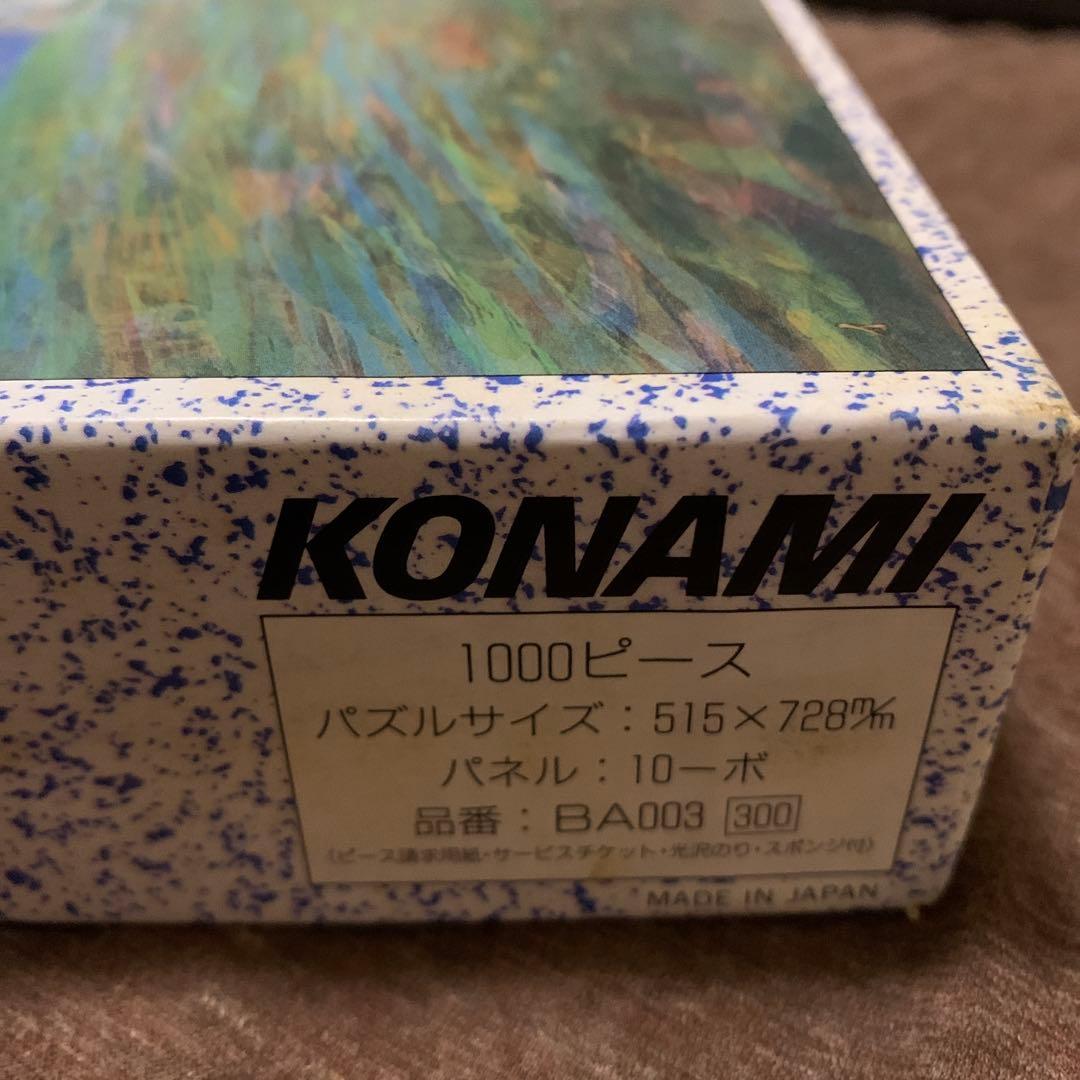 KONAMI
1000ピース
パズルサイズ：515×728m/m
パネル：10ーボ
品番：BA003 300
(ピース請求用紙・サービスチケット・光沢のり・スポンジ付)
MADE IN JAPAN